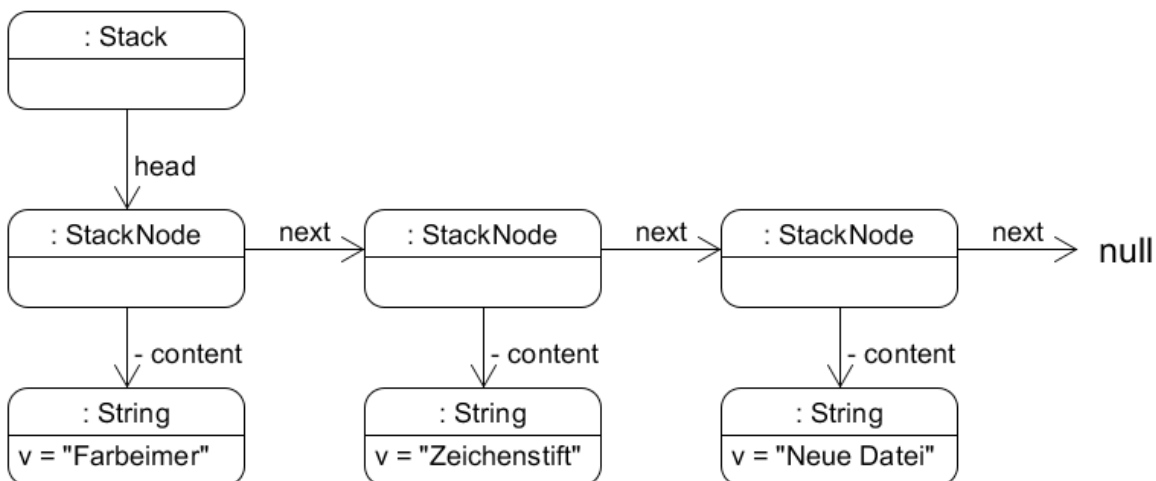 : Stack
head
: StackNode
next
: StackNode
next
: StackNode
next
null
- content
- content
- content
: String
v = "Farbeimer"
: String
v = "Zeichenstift"
: String
v = "Neue Datei"